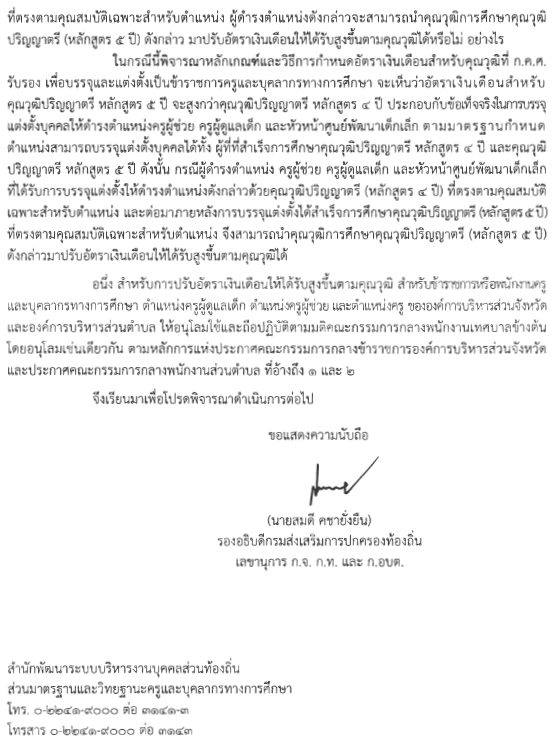 ที่ตรงตามคุณสมบัติเฉพาะสำหรับตำแหน่ง ผู้ดำรงตำแหน่งดังกล่าวจะสามารถนำคุณวุฒิการศึกษาคุณวุฒิ
ปริญญาตรี (หลักสูตร ๕ ปี) ดังกล่าว มาปรับอัตราเงินเดือนให้ได้รับสูงขึ้นตามคุณวุฒิได้หรือไม่ อย่างไร
ในกรณีนี้พิจารณาหลักเกณฑ์และวิธีการกำหนดอัตราเงินเดือนสำหรับคุณวุฒิที่ ก.ค.ศ.
รับรอง เพื่อบรรจุและแต่งตั้งเป็นข้าราชการครูและบุคลากรทางการศึกษา จะเห็นว่าอัตราเงินเดือนสำหรับ
คุณวุฒิปริญญาตรี หลักสูตร ๕ ปี จะสูงกว่าคุณวุฒิปริญญาตรี หลักสูตร ๔ ปี ประกอบกับข้อเท็จจริงในการบรรจุ
แต่งตั้งบุคคลให้ดำรงตำแหน่งครูผู้ช่วย ครูผู้ดูแลเด็ก และหัวหน้าศูนย์พัฒนาเด็กเล็ก ตามมาตรฐานกำหนด
ตำแหน่งสามารถบรรจุแต่งตั้งบุคคลได้ทั้ง ผู้ที่ที่สำเร็จการศึกษาคุณวุฒิปริญญาตรี หลักสูตร ๔ ปี และคุณวุฒิ
ปริญญาตรี หลักสูตร ๕ ปี ดังนั้น กรณีผู้ดำรงตำแหน่ง ครูผู้ช่วย ครูผู้ดูแลเด็ก และหัวหน้าศูนย์พัฒนาเด็กเล็ก
ที่ได้รับการบรรจุแต่งตั้งให้ดำรงตำแหน่งดังกล่าวด้วยคุณวุฒิปริญญาตรี (หลักสูตร ๔ ปี) ที่ตรงตามคุณสมบัติ
เฉพาะสำหรับตำแหน่ง และต่อมาภายหลังการบรรจุแต่งตั้งได้สำเร็จการศึกษาคุณวุฒิปริญญาตรี (หลักสูตร ๕ ปี)
ที่ตรงตามคุณสมบัติเฉพาะสำหรับตำแหน่ง จึงสามารถนำคุณวุฒิการศึกษาคุณวุฒิปริญญาตรี (หลักสูตร ๕ ปี)
ดังกล่าวมาปรับอัตราเงินเดือนให้ได้รับสูงขึ้นตามคุณวุฒิได้
อนึ่ง สำหรับการปรับอัตราเงินเดือนให้ได้รับสูงขึ้นตามคุณวุฒิ สำหรับข้าราชการหรือพนักงานครู
และบุคลากรทางการศึกษา ตำแหน่งครูผู้ดูแลเด็ก ตำแหน่งครูผู้ช่วย และตำแหน่งครู ขององค์การบริหารส่วนจังหวัด
และองค์การบริหารส่วนตำบล ให้อนุโลมใช้และถือปฏิบัติตามมติคณะกรรมการกลางพนักงานเทศบาลข้างต้น
โดยอนุโลมเช่นเดียวกัน ตามหลักการแห่งประกาศคณะกรรมการกลางข้าราชการองค์การบริหารส่วนจังหวัด
และประกาศคณะกรรมการกลางพนักงานส่วนตำบล ที่อ้างถึง ๑ และ ๒
จึงเรียนมาเพื่อโปรดพิจารณาดำเนินการต่อไป
ขอแสดงความนับถือ
(นายสมดี คชายั่งยืน)
รองอธิบดีกรมส่งเสริมการปกครองท้องถิ่น
เลขานุการ ก.จ. ก.ท. และ ก.อบต.
สำนักพัฒนาระบบบริหารงานบุคคลส่วนท้องถิ่น
ส่วนมาตรฐานและวิทยฐานะครูและบุคลากรทางการศึกษา
โทร. ๐-๒๒๔๑-๙๐๐๐ ต่อ ๓๑๔๑-๓
โทรสาร ๐-๒๒๔๑-๙๐๐๐ ต่อ ๓๑๔๓